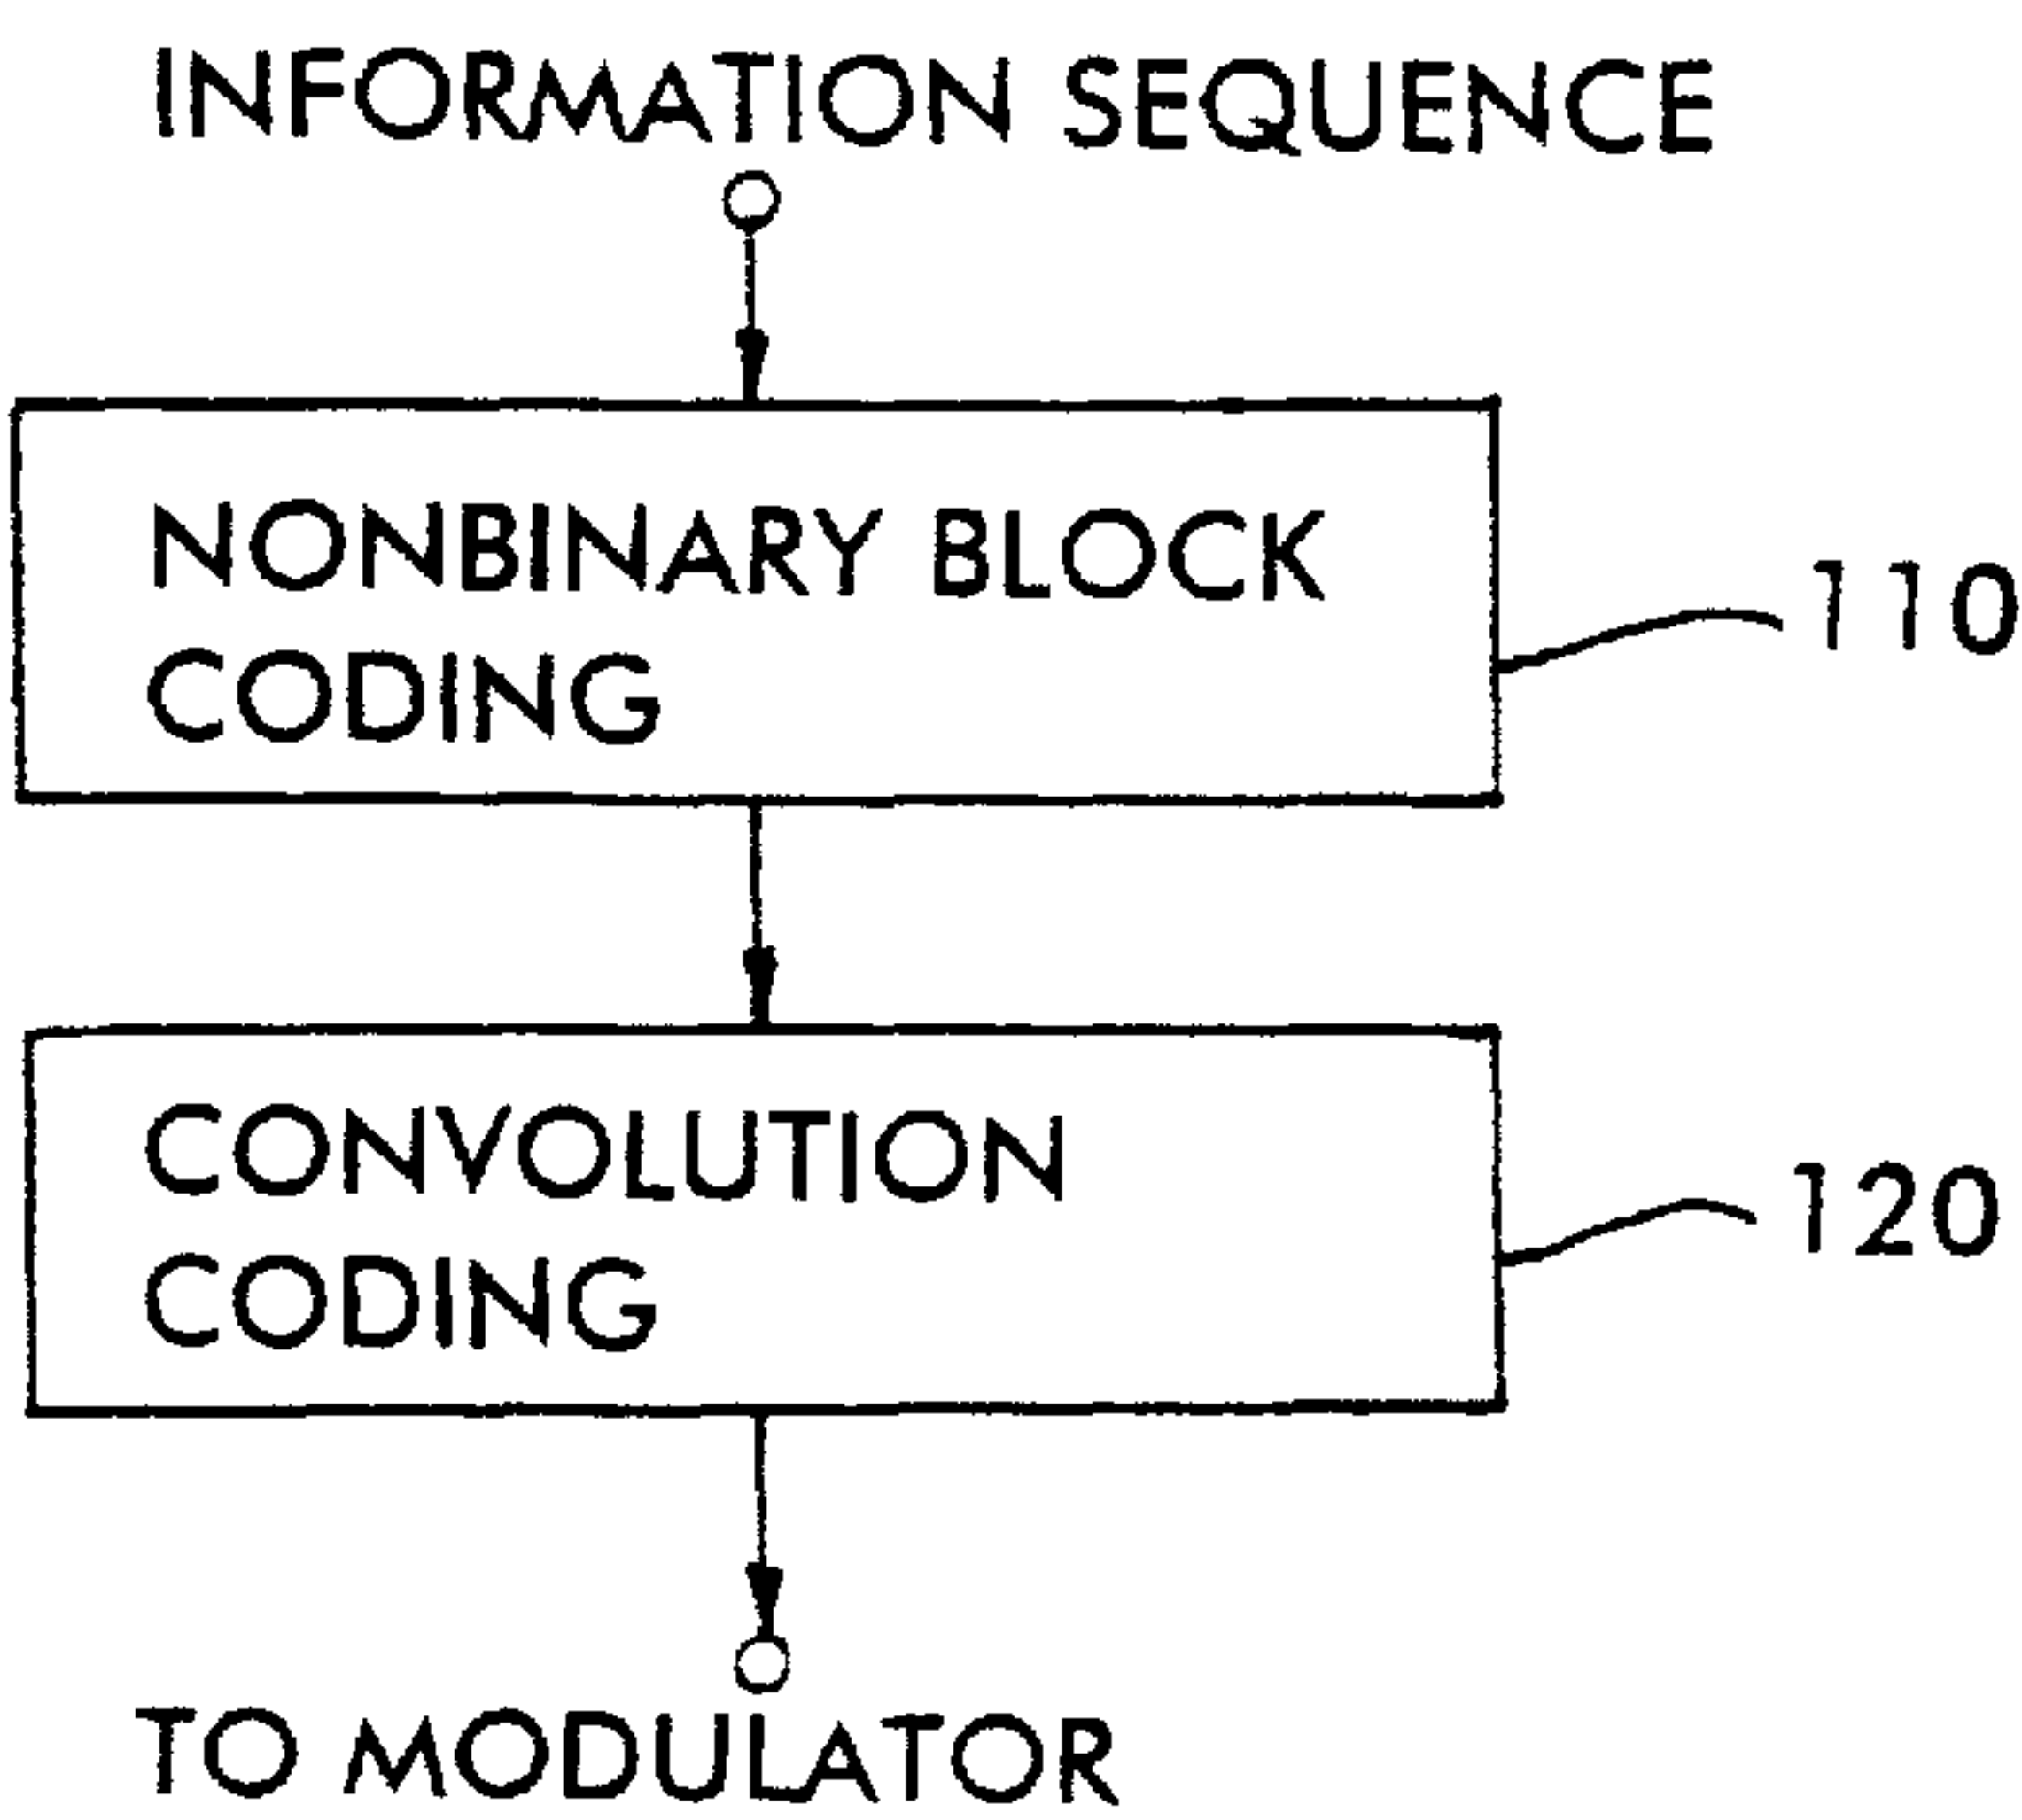 INFORMATION SEQUENCE
NONBINARY BLOCK
CODING
110
CONVOLUTION
CODING
120
TO MODULATOR